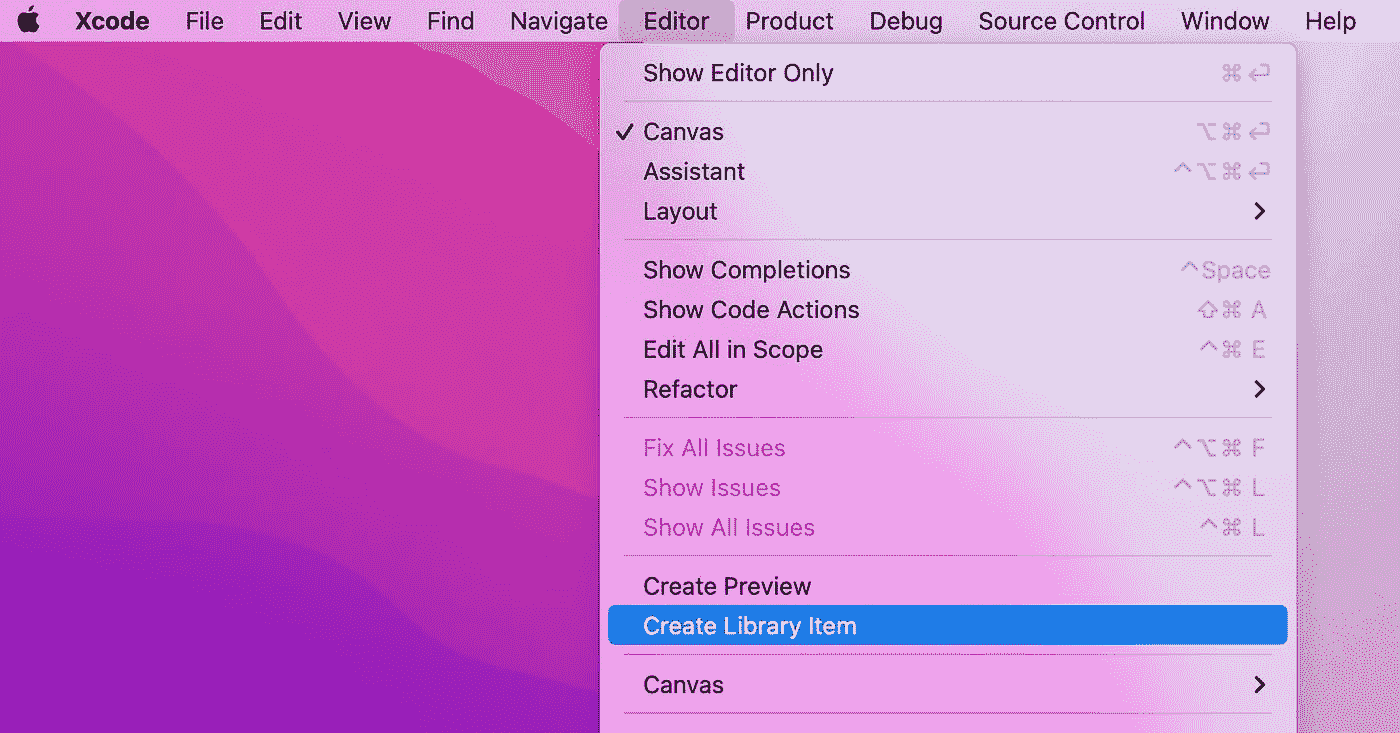 Xcode File Edit View Find Navigate Editor Product Debug Source Control Window Help
Show Editor Only ⌘↩
✓ Canvas ⌥⌘↩
Assistant ^⌥⌘↩
Layout >
Show Completions ^Space
Show Code Actions ⇧⌘ A
Edit All in Scope ^⌘ E
Refactor >
Fix All Issues ^⌥⌘ F
Show Issues ^⌥⌘ L
Show All Issues ^⌘ L
Create Preview
Create Library Item
Canvas >